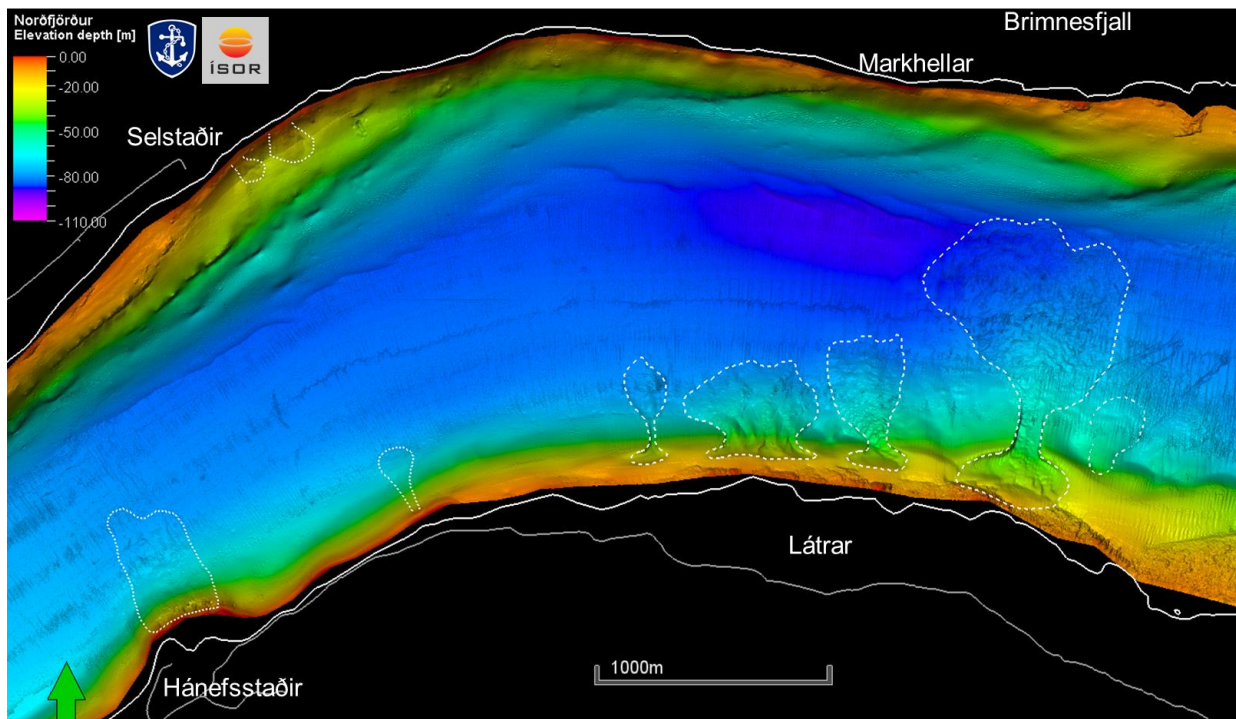 Norðfjörður
Elevation depth [m]
0.00
-20.00
-50.00
-80.00
-110.00
ÍSOR
Brimnesfjall
Markhellar
Selstaðir
Látrar
1000m
Hánefsstaðir